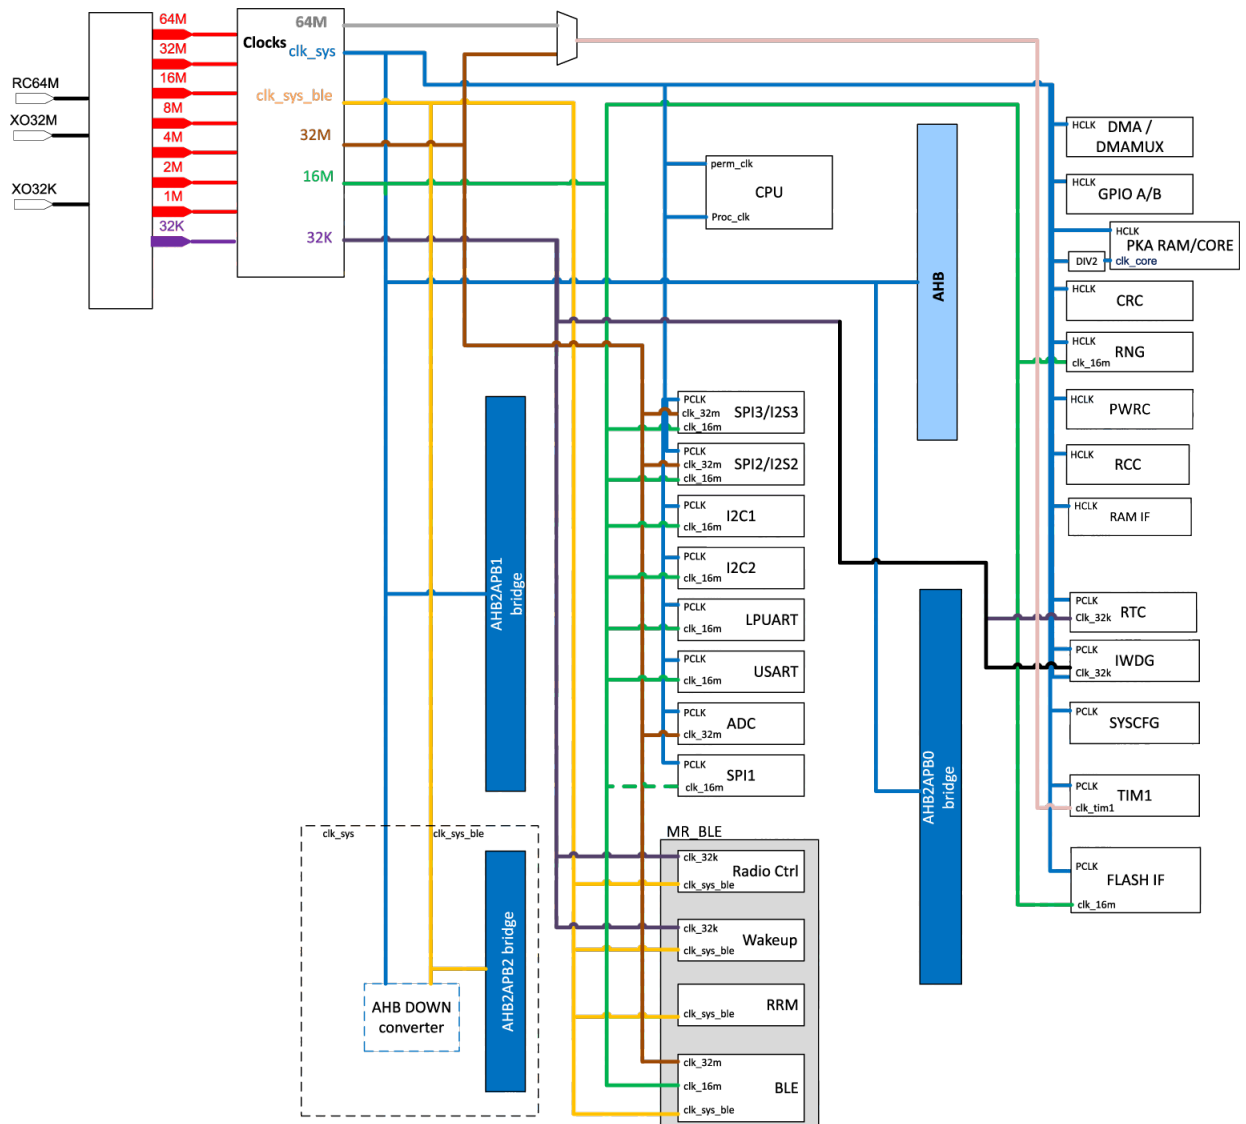 RC64M
XO32M
XO32K
64M
32M
16M
8M
4M
2M
1M
32K
Clocks
64M
clk_sys
clk_sys_ble
32M
16M
32K
perm_clk
CPU
Proc_clk
AHB
HCLK
DMA /
DMAMUX
HCLK
GPIO A/B
HCLK
PKA RAM/CORE
DIV2
clk_core
HCLK
CRC
HCLK
RNG
clk_16m
HCLK
PWRC
HCLK
RCC
HCLK
RAM IF
PCLK
RTC
Clk_32k
PCLK
IWDG
Clk_32k
PCLK
SYSCFG
PCLK
TIM1
clk_tim1
PCLK
FLASH IF
clk_16m
PCLK
SPI3/I2S3
clk_32m
clk_16m
PCLK
SPI2/I2S2
clk_32m
clk_16m
PCLK
I2C1
clk_16m
PCLK
I2C2
clk_16m
PCLK
LPUART
clk_16m
PCLK
USART
clk_16m
PCLK
ADC
clk_32m
PCLK
SPI1
clk_16m
AHB2APB1
bridge
AHB2APB0
bridge
clk_sys
clk_sys_ble
AHB2APB2 bridge
AHB DOWN
converter
MR_BLE
clk_32k
Radio Ctrl
clk_sys_ble
clk_32k
Wakeup
clk_sys_ble
RRM
clk_sys_ble
clk_32m
clk_16m
BLE
clk_sys_ble